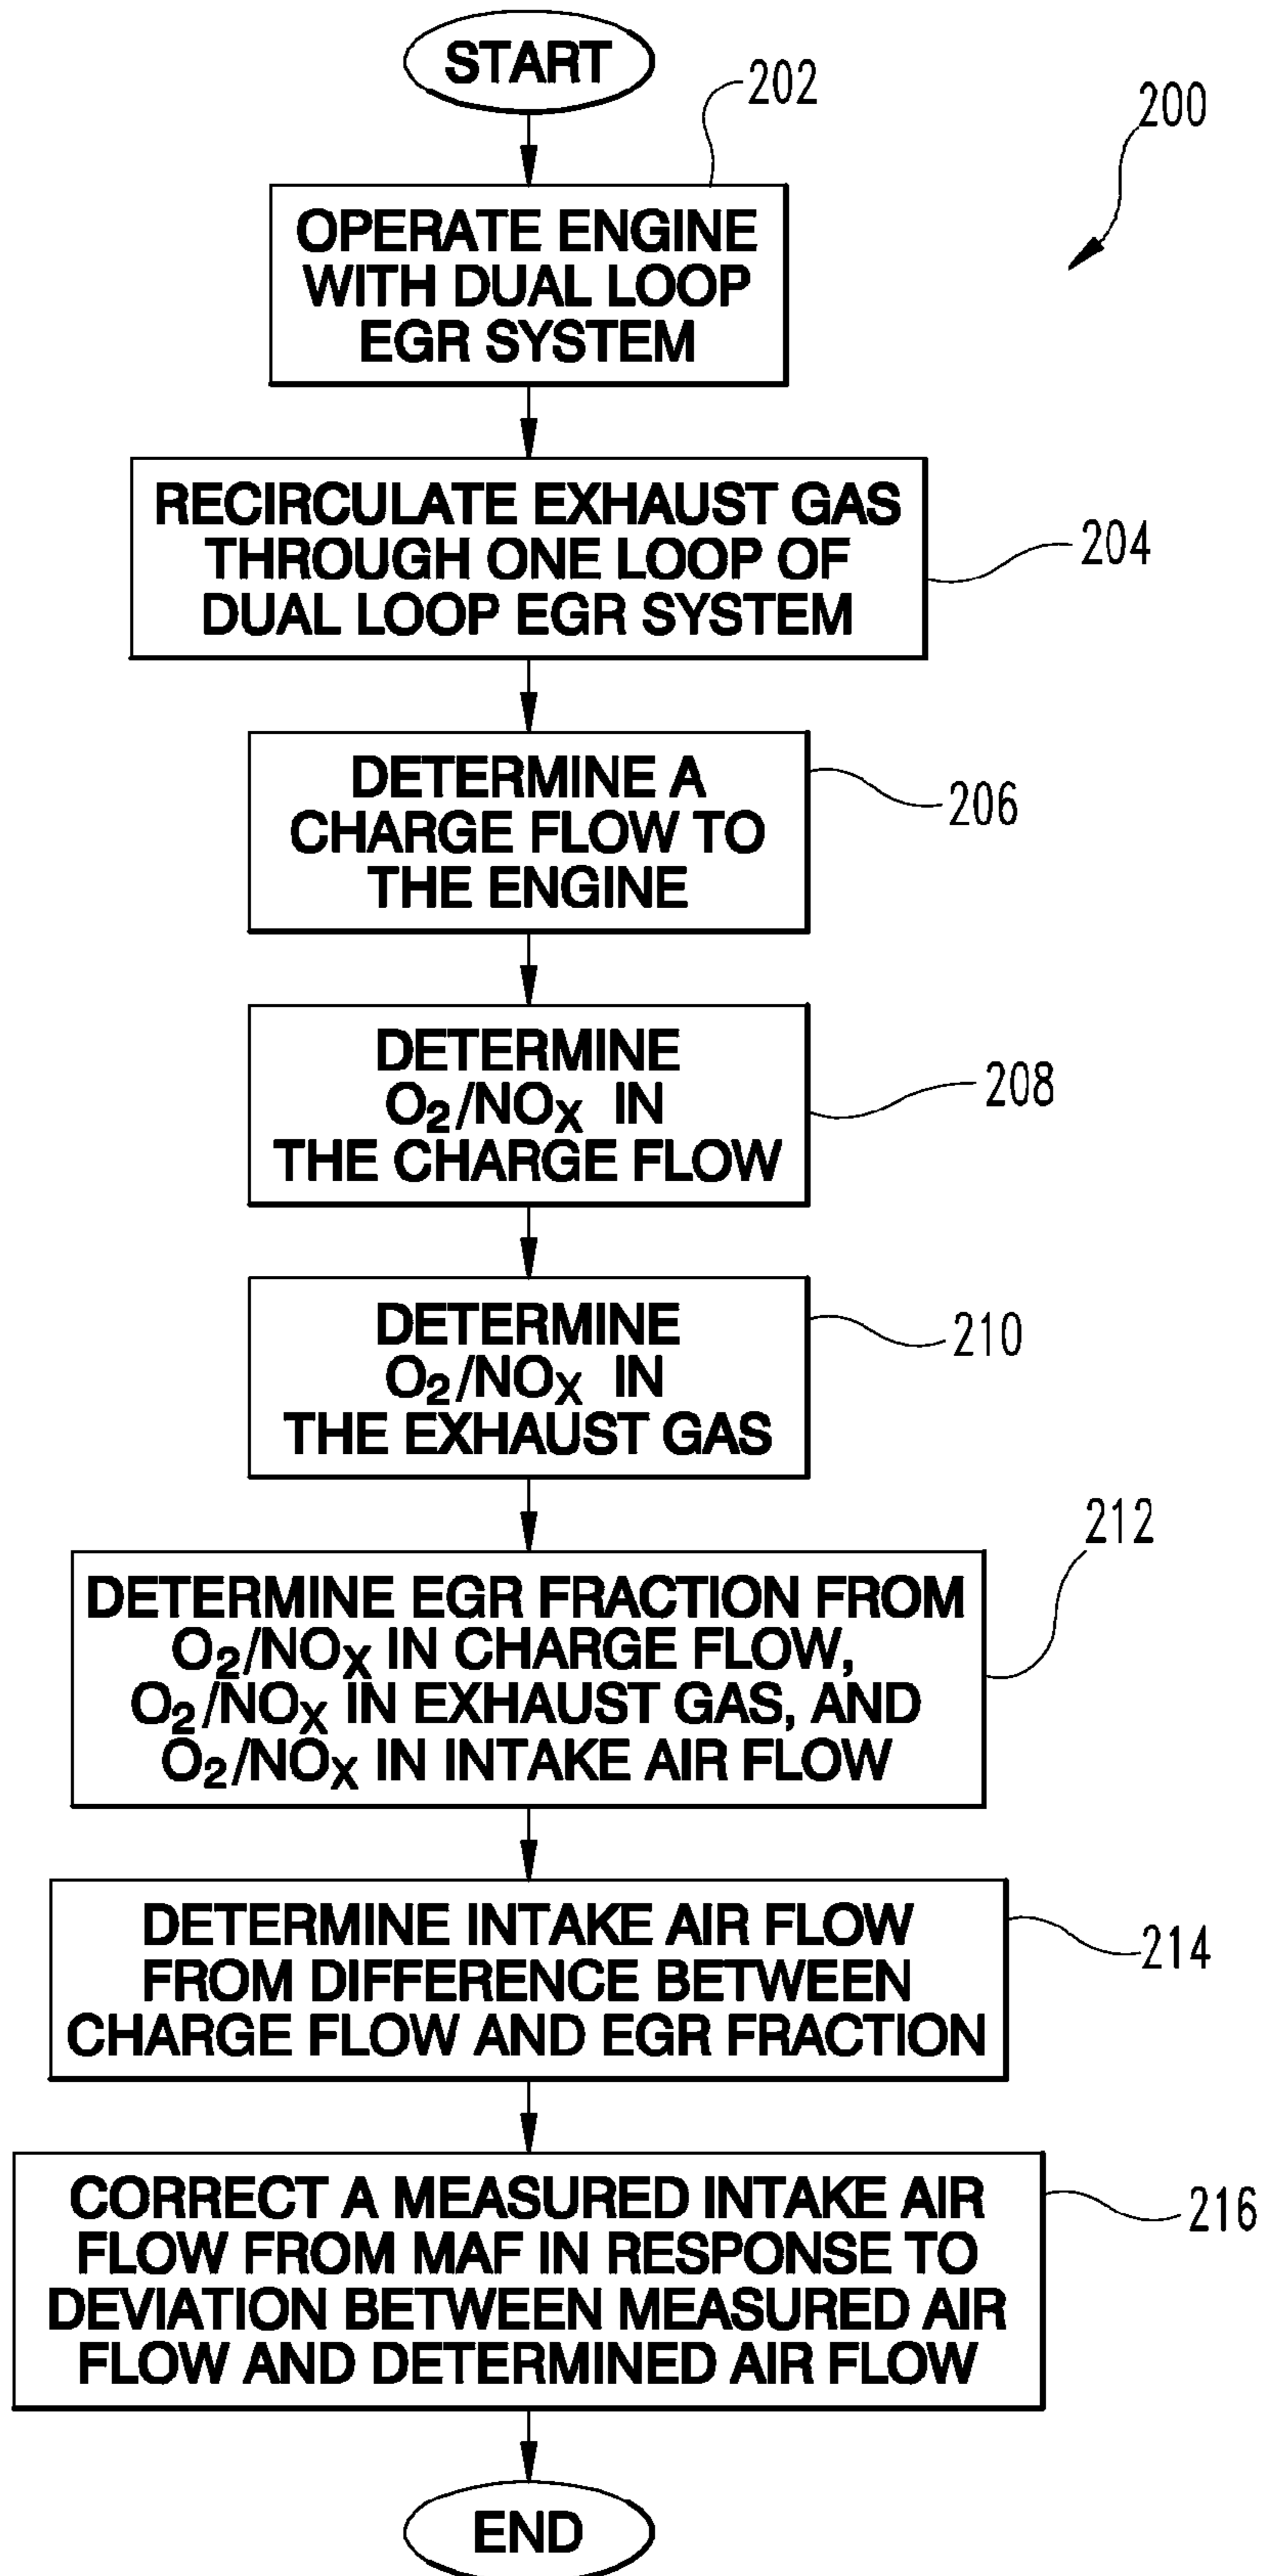 START
202
200
OPERATE ENGINE
WITH DUAL LOOP
EGR SYSTEM
RECIRCULATE EXHAUST GAS
THROUGH ONE LOOP OF
DUAL LOOP EGR SYSTEM
204
DETERMINE A
CHARGE FLOW TO
THE ENGINE
206
DETERMINE
O₂/NOₓ IN
THE CHARGE FLOW
208
DETERMINE
O₂/NOₓ IN
THE EXHAUST GAS
210
212
DETERMINE EGR FRACTION FROM
O₂/NOₓ IN CHARGE FLOW,
O₂/NOₓ IN EXHAUST GAS, AND
O₂/NOₓ IN INTAKE AIR FLOW
DETERMINE INTAKE AIR FLOW
FROM DIFFERENCE BETWEEN
CHARGE FLOW AND EGR FRACTION
214
CORRECT A MEASURED INTAKE AIR
FLOW FROM MAF IN RESPONSE TO
DEVIATION BETWEEN MEASURED AIR
FLOW AND DETERMINED AIR FLOW
216
END